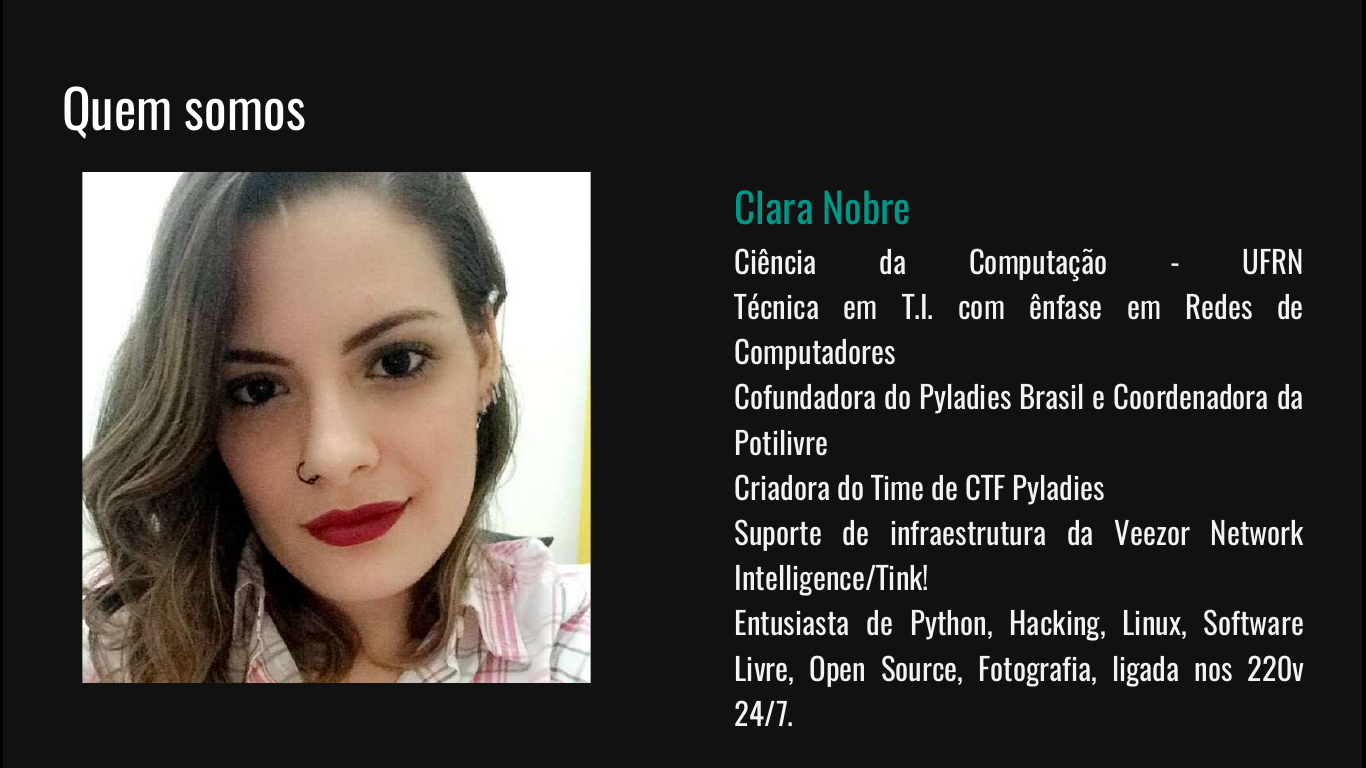 Quem somos
Clara Nobre
Ciência da Computação - UFRN
Técnica em T.I. com ênfase em Redes de
Computadores
Cofundadora do Pyladies Brasil e Coordenadora da
Potilivre
Criadora do Time de CTF Pyladies
Suporte de infraestrutura da Veezor Network
Intelligence/Tink!
Entusiasta de Python, Hacking, Linux, Software
Livre, Open Source, Fotografia, ligada nos 220v
24/7.